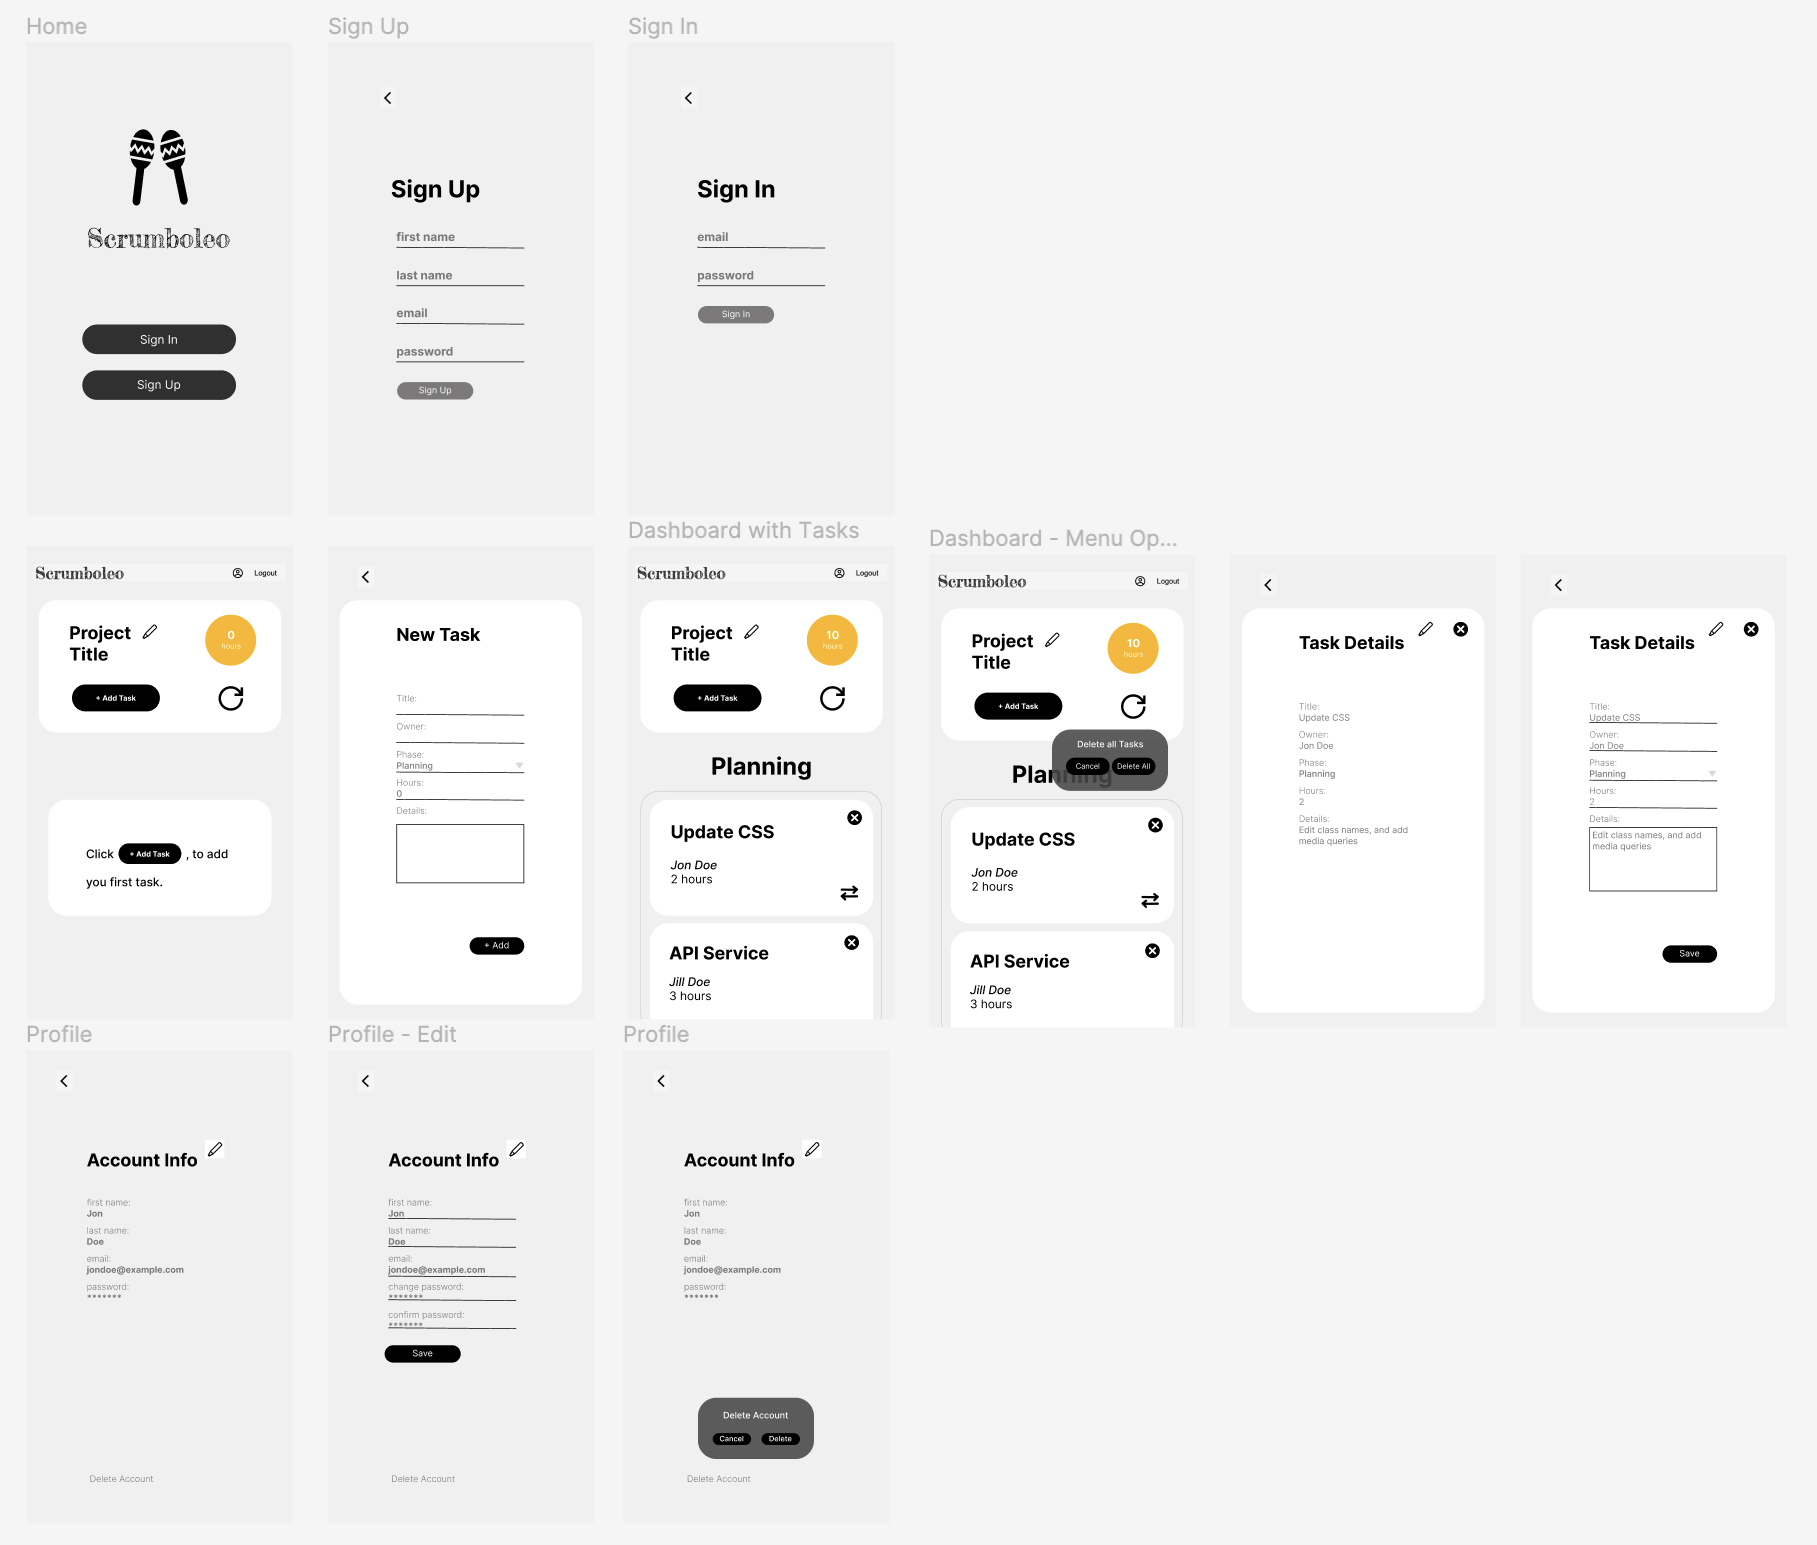 Home
Scrumboleo
Sign In
Sign Up
Sign Up
Sign Up
first name
last name
email
password
Sign Up
Sign In
Sign In
email
password
Sign In
Scrumboleo
Logout
Project
Title
0
hours
+ Add Task
Click + Add Task , to add
you first task.
New Task
Title:
Owner:
Phase:
Planning
Hours:
0
Details:
+ Add
Dashboard with Tasks
Scrumboleo
Logout
Project
Title
10
hours
+ Add Task
Planning
Update CSS
Jon Doe
2 hours
API Service
Jill Doe
3 hours
Dashboard - Menu Op...
Scrumboleo
Logout
Project
Title
10
hours
+ Add Task
Delete all Tasks
Cancel
Delete All
Planning
Update CSS
Jon Doe
2 hours
API Service
Jill Doe
3 hours
Task Details
Title:
Update CSS
Owner:
Jon Doe
Phase:
Planning
Hours:
2
Details:
Edit class names, and add
media queries
Task Details
Title:
Update CSS
Owner:
Jon Doe
Phase:
Planning
Hours:
2
Details:
Edit class names, and add
media queries
Save
Profile
Account Info
first name:
Jon
last name:
Doe
email:
jondoe@example.com
password:
*******
Delete Account
Profile - Edit
Account Info
first name:
Jon
last name:
Doe
email:
jondoe@example.com
change password:
*******
confirm password:
*******
Save
Delete Account
Profile
Account Info
first name:
Jon
last name:
Doe
email:
jondoe@example.com
password:
*******
Delete Account
Cancel
Delete
Delete Account